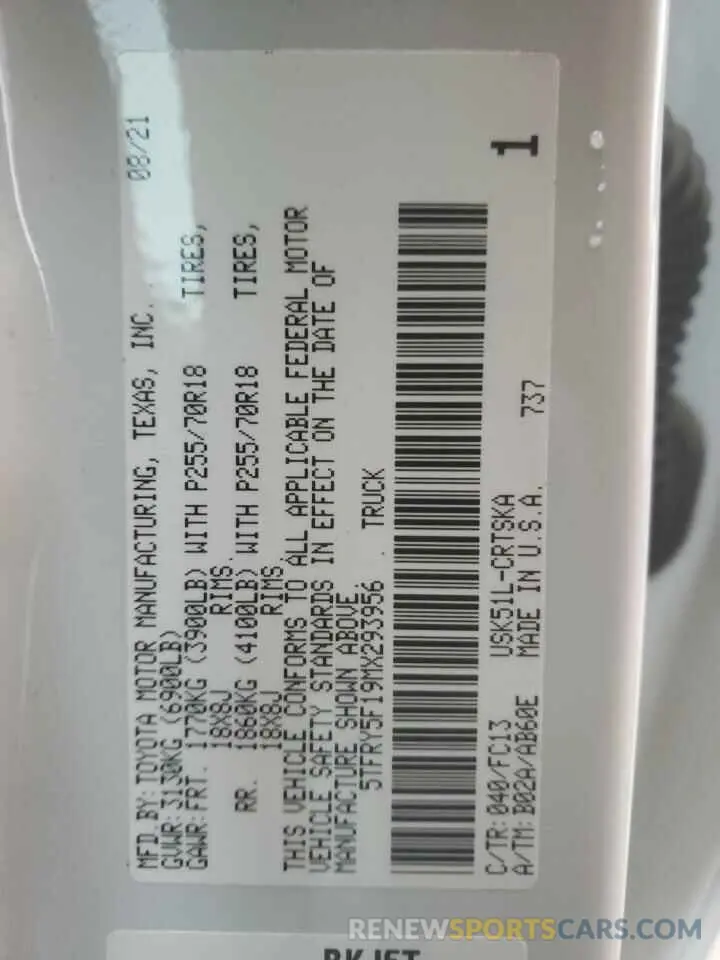 MFD.BY: TOYOTA MOTOR MANUFACTURING, TEXAS, INC. 08/21
GVWR: 3130KG (6900LB)
GAWR: FRT. 1770KG (3900LB) WITH P255/70R18 TIRES,
18X8J RIMS.
RR. 1860KG (4100LB) WITH P255/70R18 TIRES,
18X8J RIMS.
THIS VEHICLE CONFORMS TO ALL APPLICABLE FEDERAL MOTOR
VEHICLE SAFETY STANDARDS IN EFFECT ON THE DATE OF
MANUFACTURE SHOWN ABOVE.
5TFRY5F19MX293956 . TRUCK
1
C/TR: 040/FC13 USK51L-CRTSKA
A/TM: B02A/AB60E MADE IN U.S.A. 737
RENEWSPORTSCARS.COM